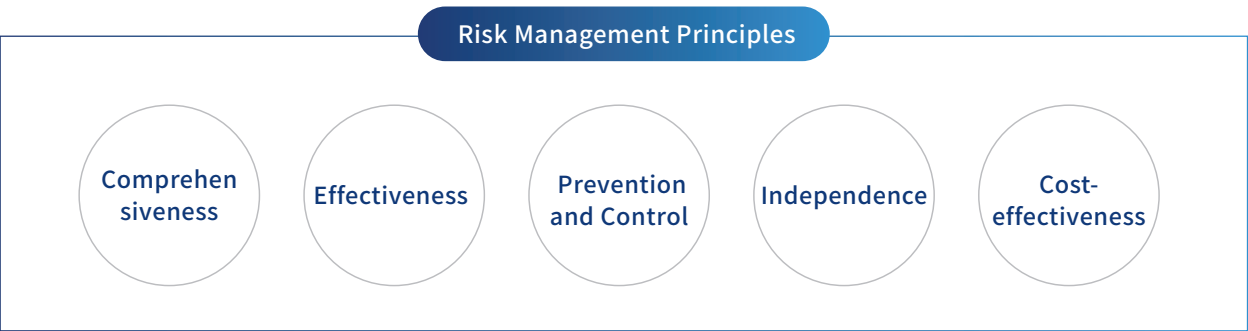 Risk Management Principles
Comprehen
siveness
Effectiveness
Prevention
and Control
Independence
Cost-
effectiveness